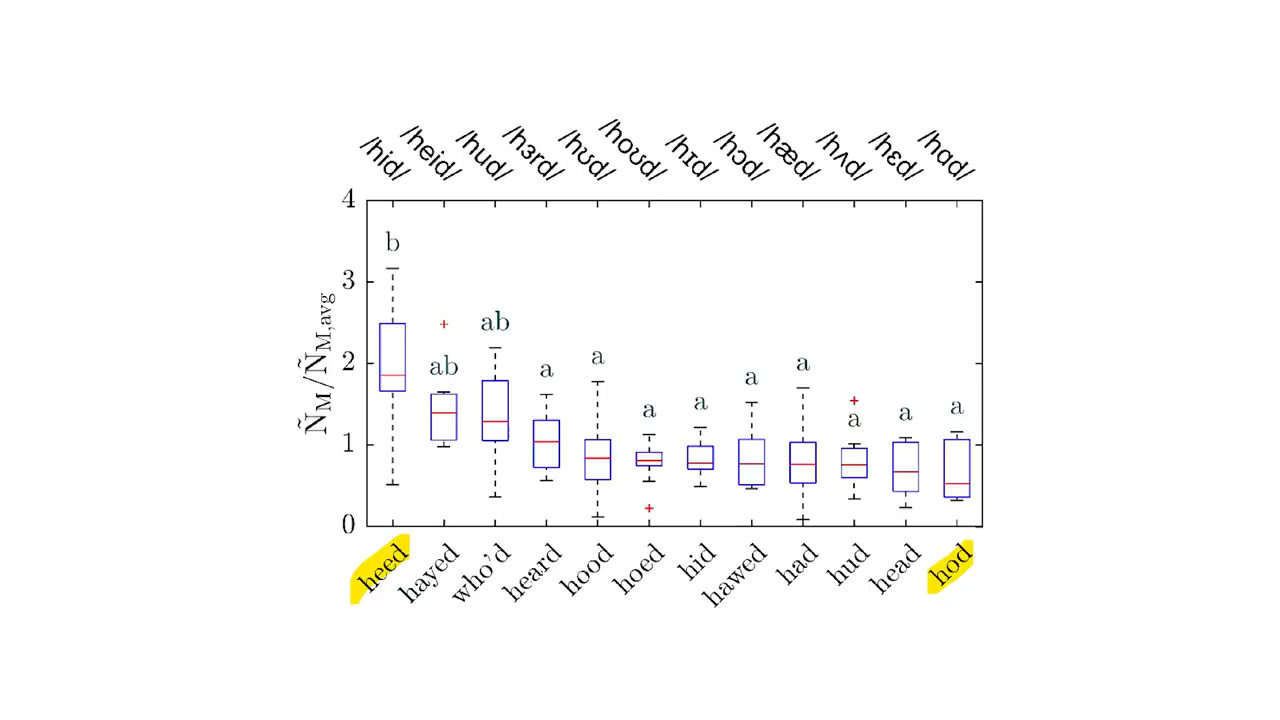 /hid/ /heid/ /hud/ /hɜrd/ /hʊd/ /hoʊd/ /hɪd/ /hɔd/ /hæd/ /hʌd/ /hɛd/ /hɑd/
4
3
2
1
0
ÑM/ÑM,avg
b ab ab a a a a a a a a a
heed hayed who'd heard hood hoed hid hawed had hud head hod